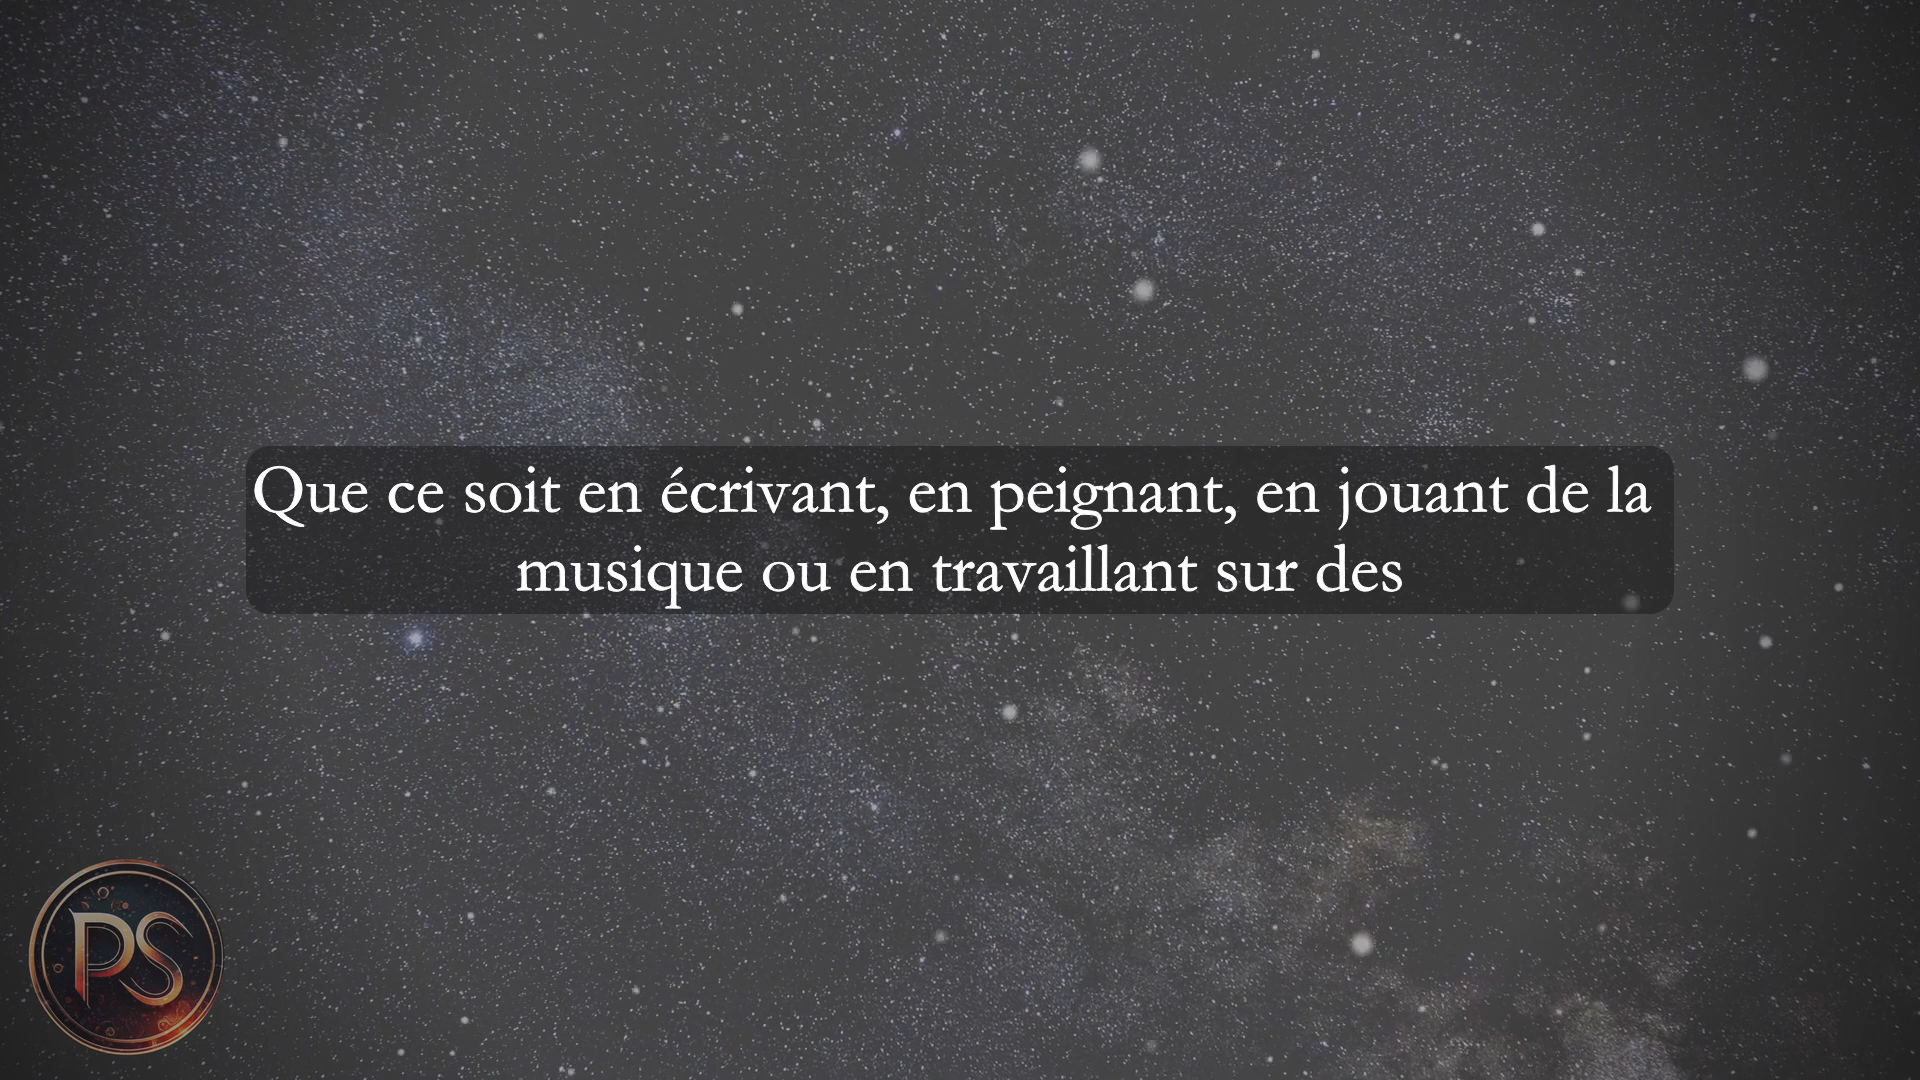 Que ce soit en écrivant, en peignant, en jouant de la
musique ou en travaillant sur des
PS